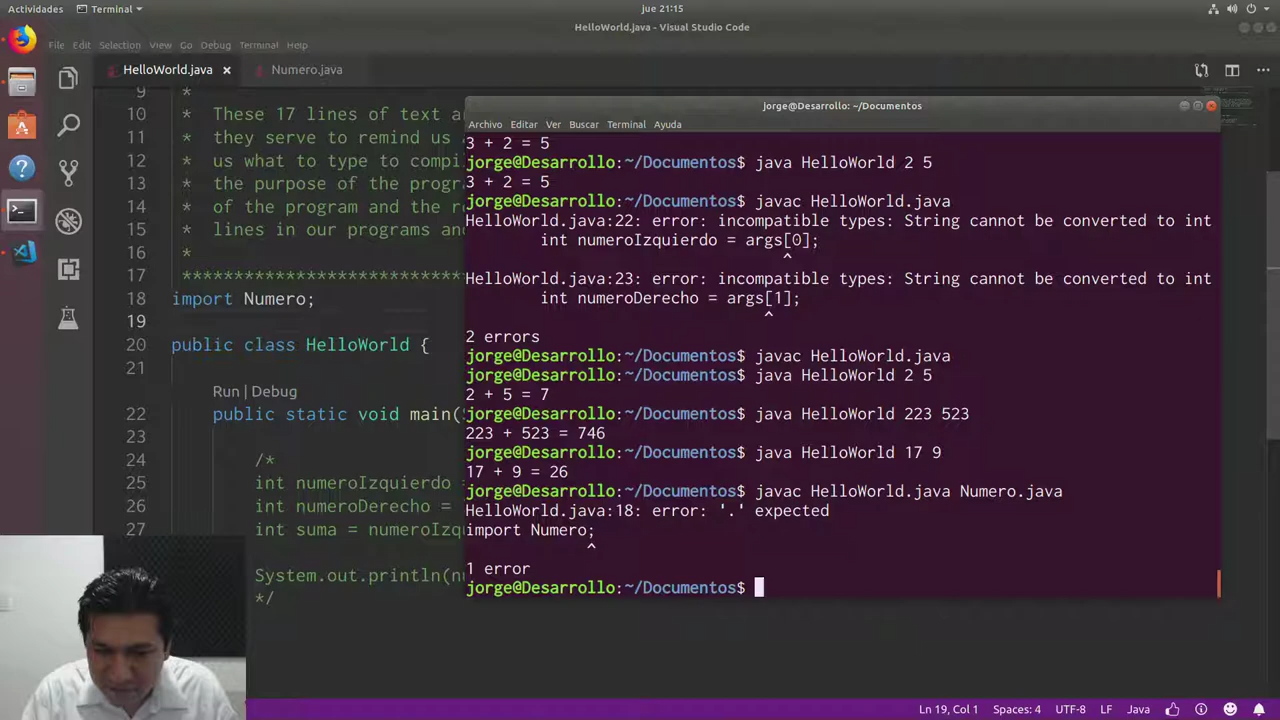 Actividades
Terminal
jue 21:15
HelloWorld.java - Visual Studio Code
File Edit Selection View Go Debug Terminal Help
HelloWorld.java
Numero.java
9 *
10 * These 17 lines of text ar
11 * they serve to remind us
12 * us what to type to compi
13 * the purpose of the progr
14 * of the program and the r
15 * lines in our programs an
16 *
17 ****************************
18 import Numero;
19
20 public class HelloWorld {
21
Run | Debug
22 public static void main(S
23
24 /*
25 int numeroIzquierdo =
26 int numeroDerecho =
27 int suma = numeroIzq
System.out.println(n
*/
jorge@Desarrollo: ~/Documentos
Archivo Editar Ver Buscar Terminal Ayuda
3 + 2 = 5
jorge@Desarrollo:~/Documentos$ java HelloWorld 2 5
3 + 2 = 5
jorge@Desarrollo:~/Documentos$ javac HelloWorld.java
HelloWorld.java:22: error: incompatible types: String cannot be converted to int
int numeroIzquierdo = args[0];
^
HelloWorld.java:23: error: incompatible types: String cannot be converted to int
int numeroDerecho = args[1];
^
2 errors
jorge@Desarrollo:~/Documentos$ javac HelloWorld.java
jorge@Desarrollo:~/Documentos$ java HelloWorld 2 5
2 + 5 = 7
jorge@Desarrollo:~/Documentos$ java HelloWorld 223 523
223 + 523 = 746
jorge@Desarrollo:~/Documentos$ java HelloWorld 17 9
17 + 9 = 26
jorge@Desarrollo:~/Documentos$ javac HelloWorld.java Numero.java
HelloWorld.java:18: error: '.' expected
import Numero;
^
1 error
jorge@Desarrollo:~/Documentos$
Ln 19, Col 1 Spaces: 4 UTF-8 LF Java